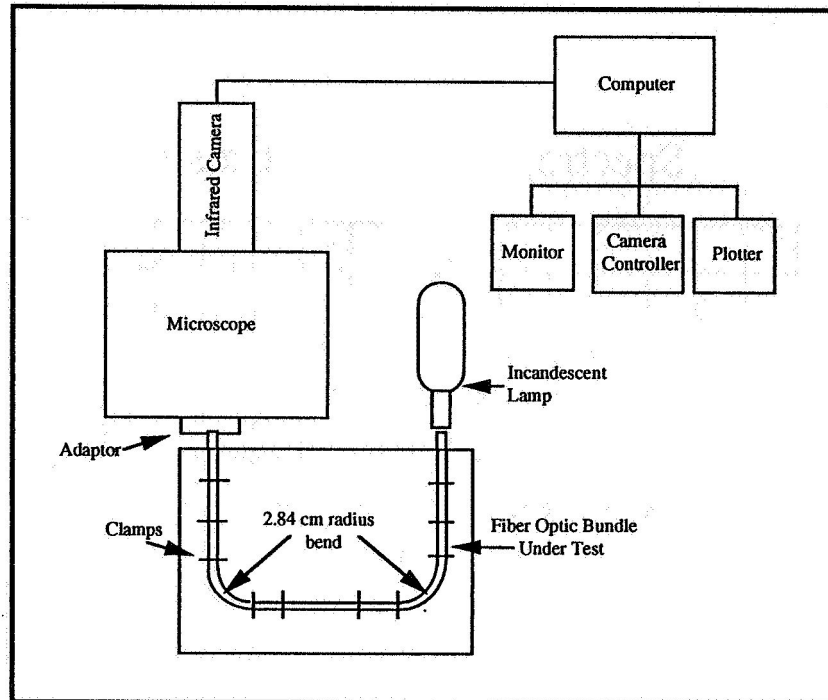 Computer
Infrared Camera
Monitor
Camera
Controller
Plotter
Microscope
Incandescent
Lamp
Adaptor
Clamps
2.84 cm radius
bend
Fiber Optic Bundle
Under Test